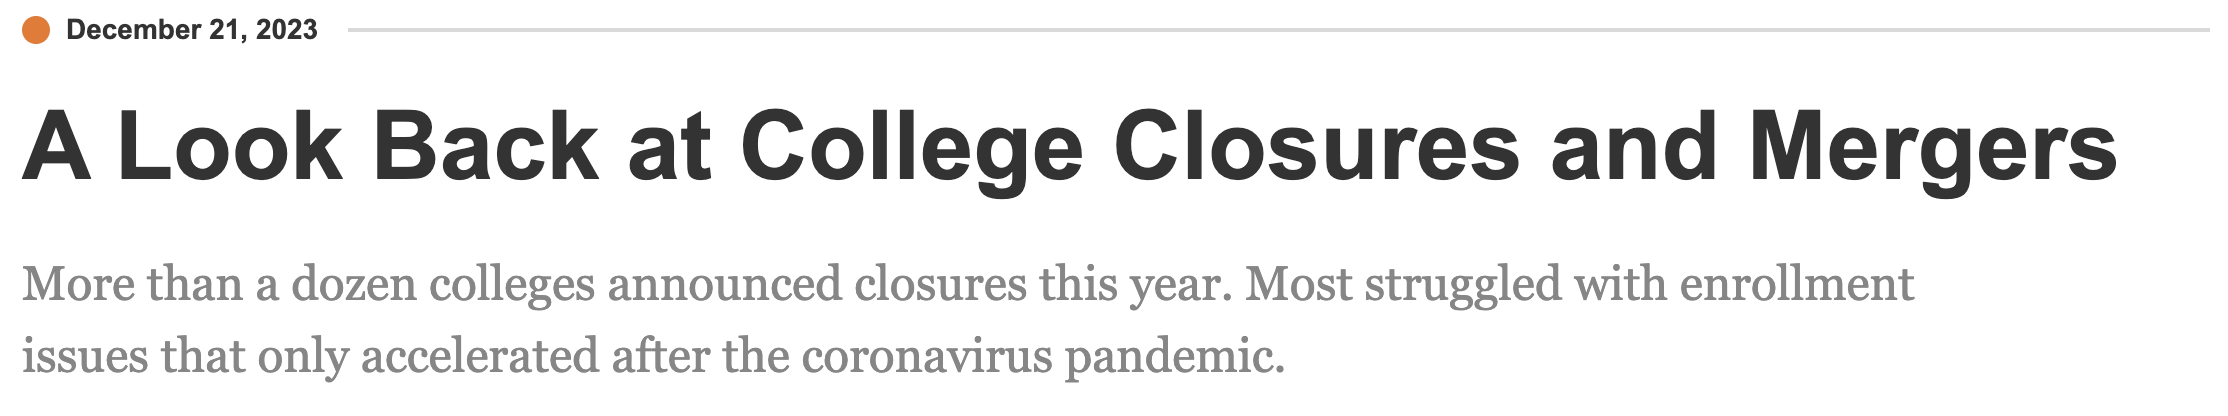 December 21, 2023
A Look Back at College Closures and Mergers
More than a dozen colleges announced closures this year. Most struggled with enrollment
issues that only accelerated after the coronavirus pandemic.